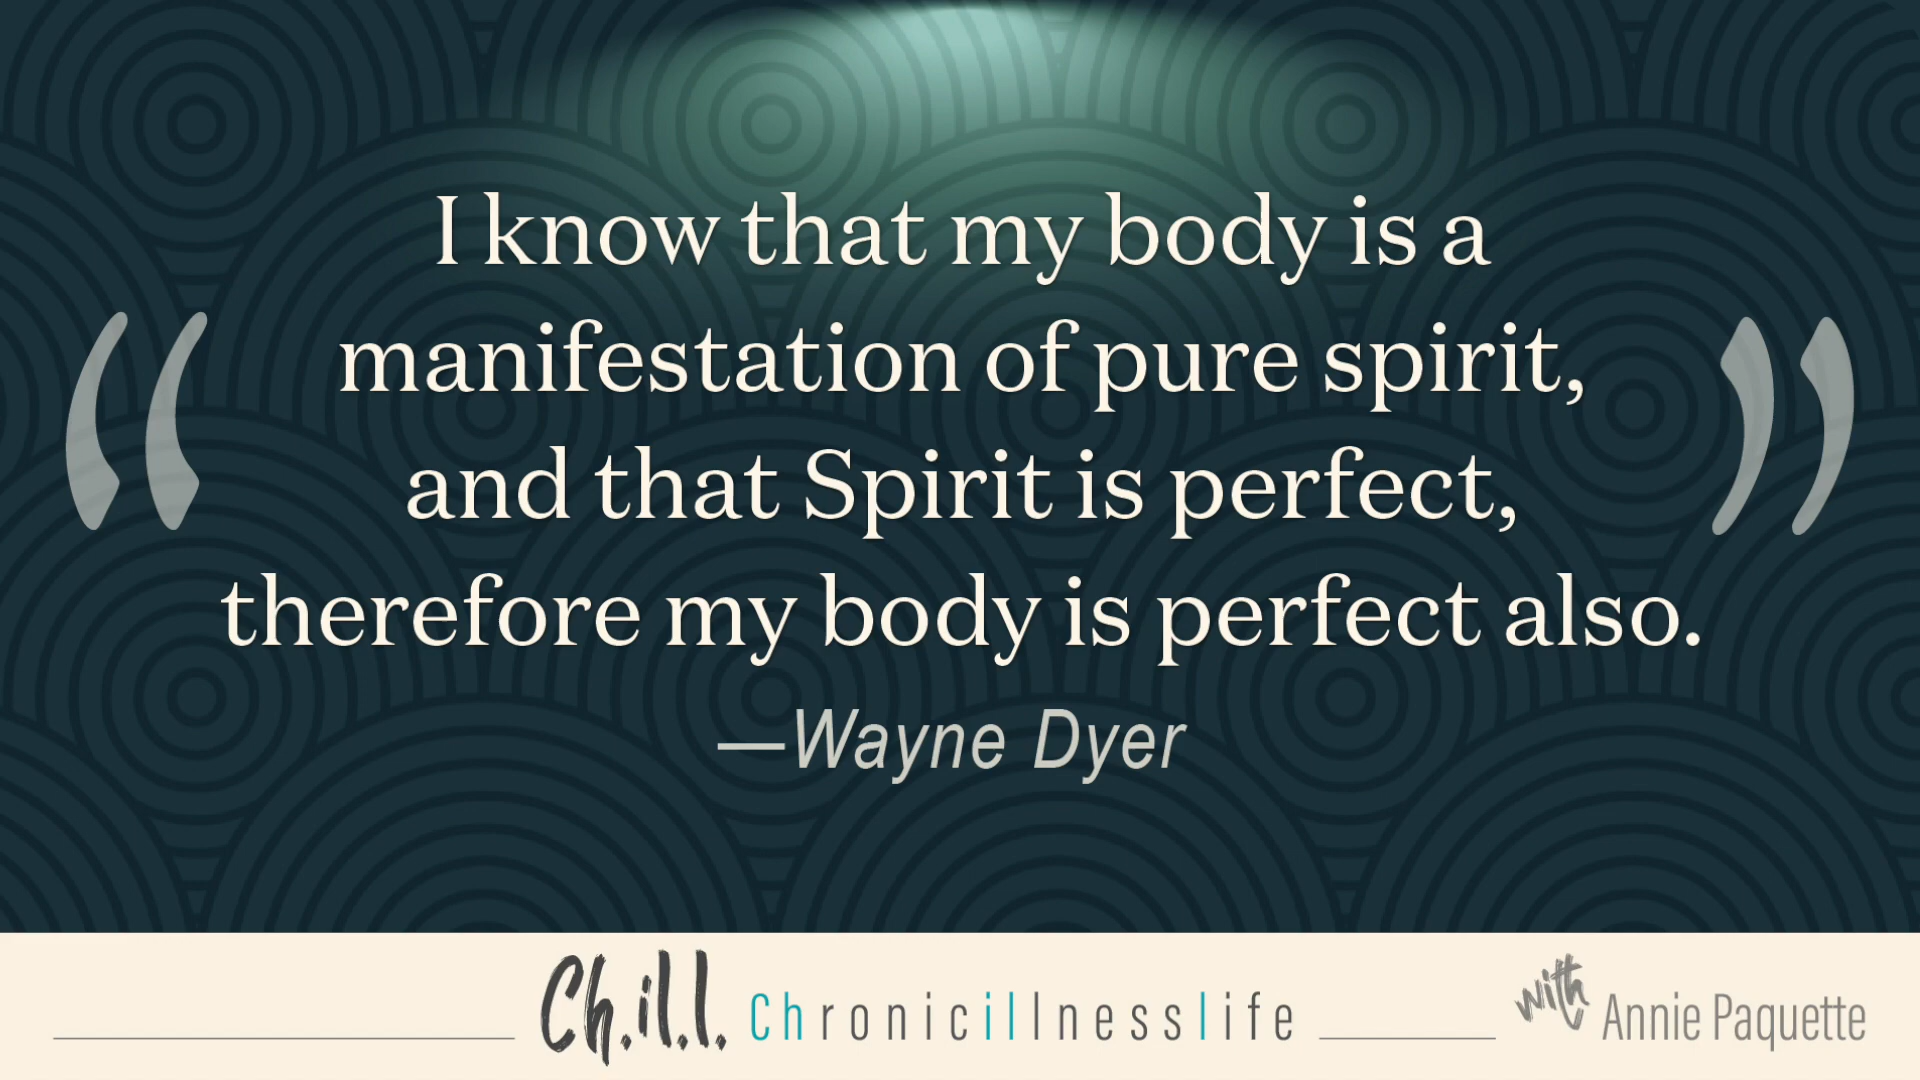 “
I know that my body is a
manifestation of pure spirit,
and that Spirit is perfect,
therefore my body is perfect also.
”
—Wayne Dyer
Ch.il.l. Chronicillnesslife with Annie Paquette